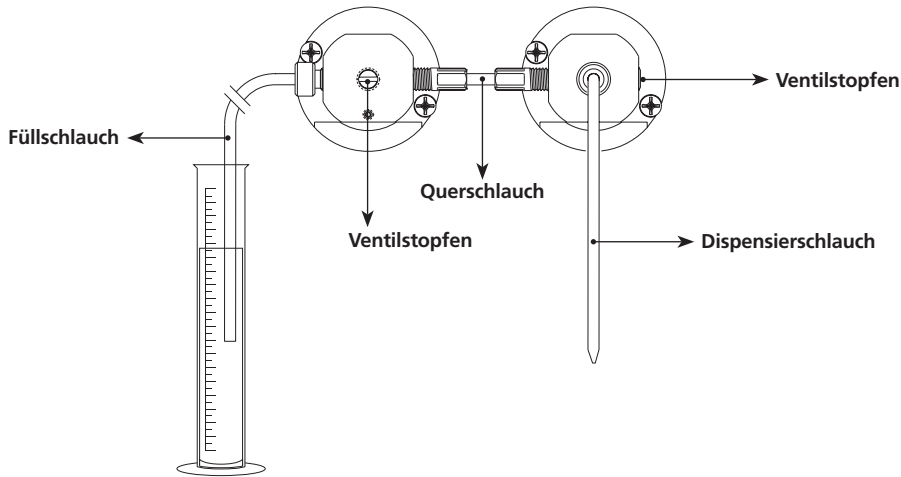 Ventilstopfen
Füllschlauch
Querschlauch
Ventilstopfen
Dispensierschlauch